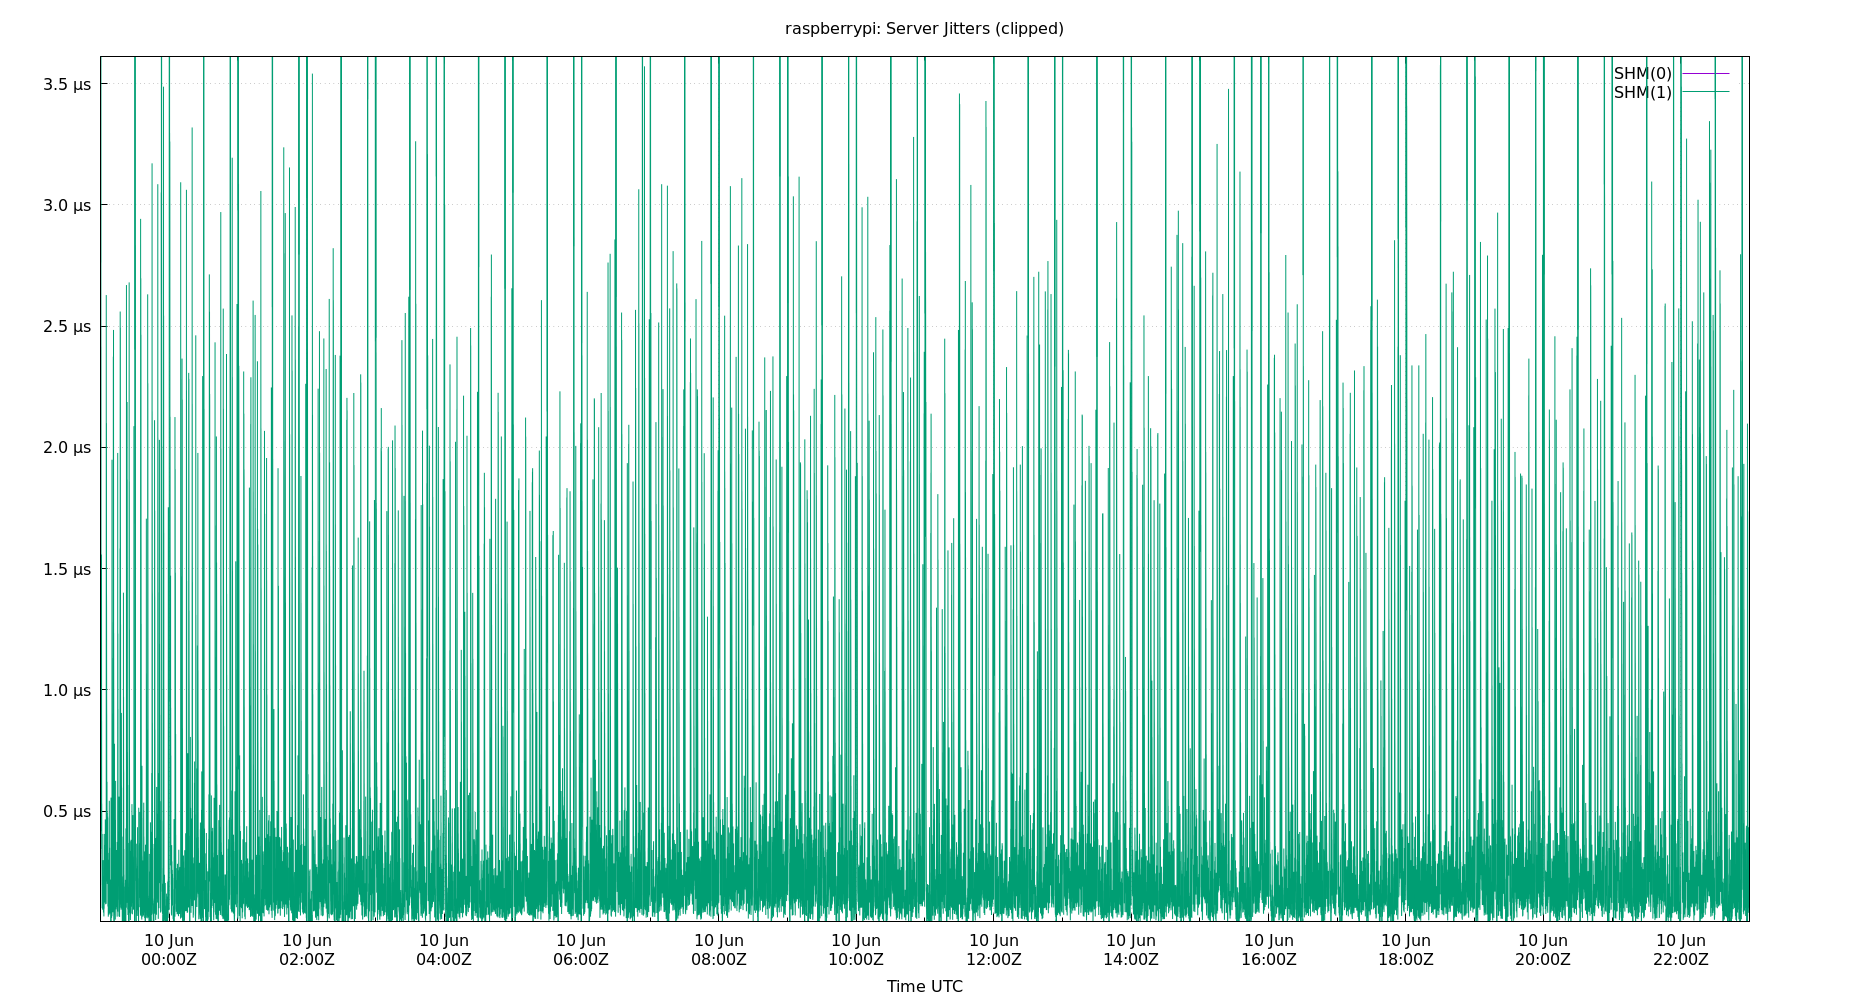 raspberrypi: Server Jitters (clipped)
SHM(0)
SHM(1)
3.5 µs
3.0 µs
2.5 µs
2.0 µs
1.5 µs
1.0 µs
0.5 µs
10 Jun 10 Jun 10 Jun 10 Jun 10 Jun 10 Jun 10 Jun 10 Jun 10 Jun 10 Jun 10 Jun 10 Jun
00:00Z 02:00Z 04:00Z 06:00Z 08:00Z 10:00Z 12:00Z 14:00Z 16:00Z 18:00Z 20:00Z 22:00Z
Time UTC